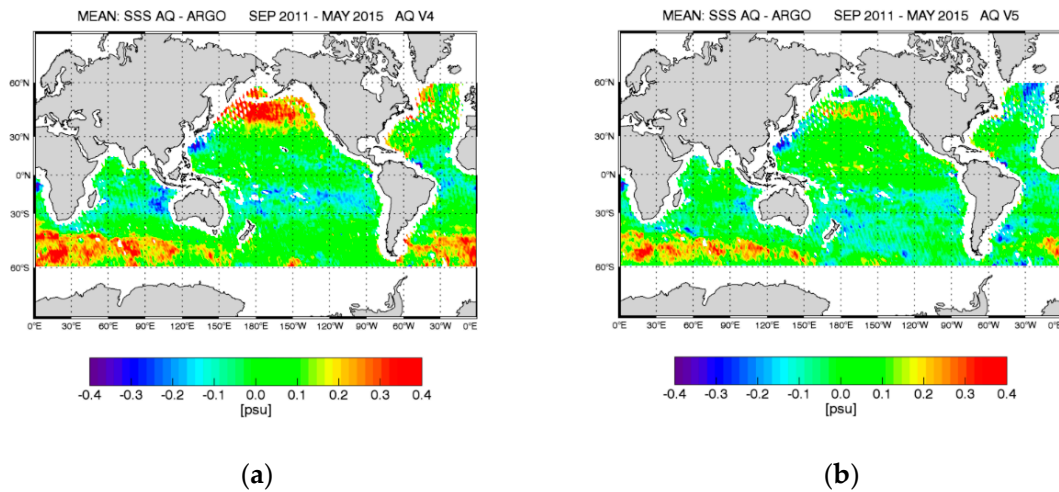 MEAN: SSS AQ - ARGO SEP 2011 - MAY 2015 AQ V4
60°N
30°N
0°N
30°S
60°S
0°E 30°E 60°E 90°E 120°E 150°E 180°E 150°W 120°W 90°W 60°W 30°W 0°E
-0.4 -0.3 -0.2 -0.1 0.0 0.1 0.2 0.3 0.4
[psu]
(a)
MEAN: SSS AQ - ARGO SEP 2011 - MAY 2015 AQ V5
60°N
30°N
0°N
30°S
60°S
0°E 30°E 60°E 90°E 120°E 150°E 180°E 150°W 120°W 90°W 60°W 30°W 0°E
-0.4 -0.3 -0.2 -0.1 0.0 0.1 0.2 0.3 0.4
[psu]
(b)